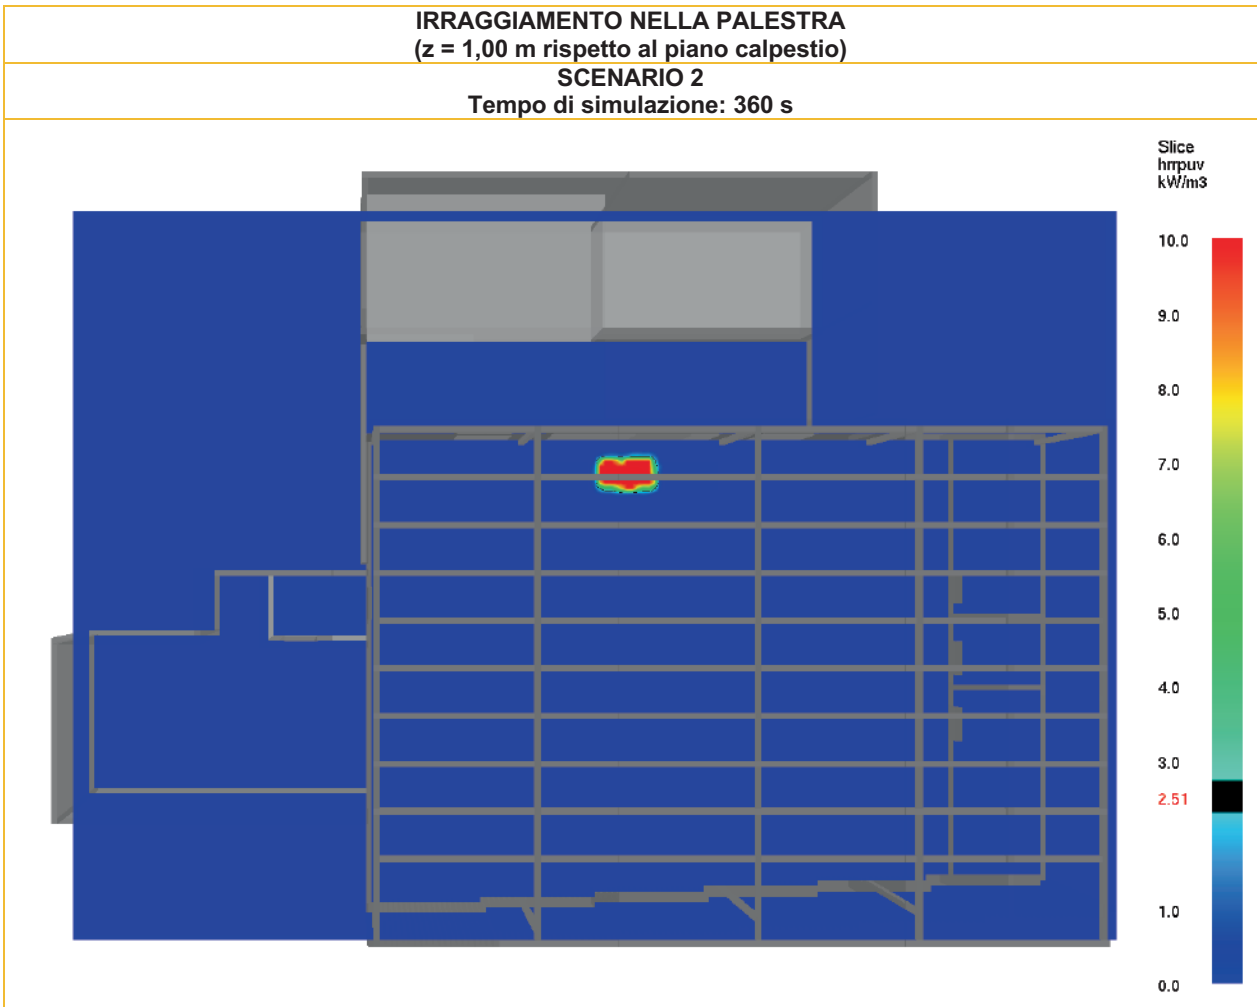 IRRAGGIAMENTO NELLA PALESTRA
(z = 1,00 m rispetto al piano calpestio)
SCENARIO 2
Tempo di simulazione: 360 s
Slice
hrrpuv
kW/m3
10.0
9.0
8.0
7.0
6.0
5.0
4.0
3.0
2.51
1.0
0.0